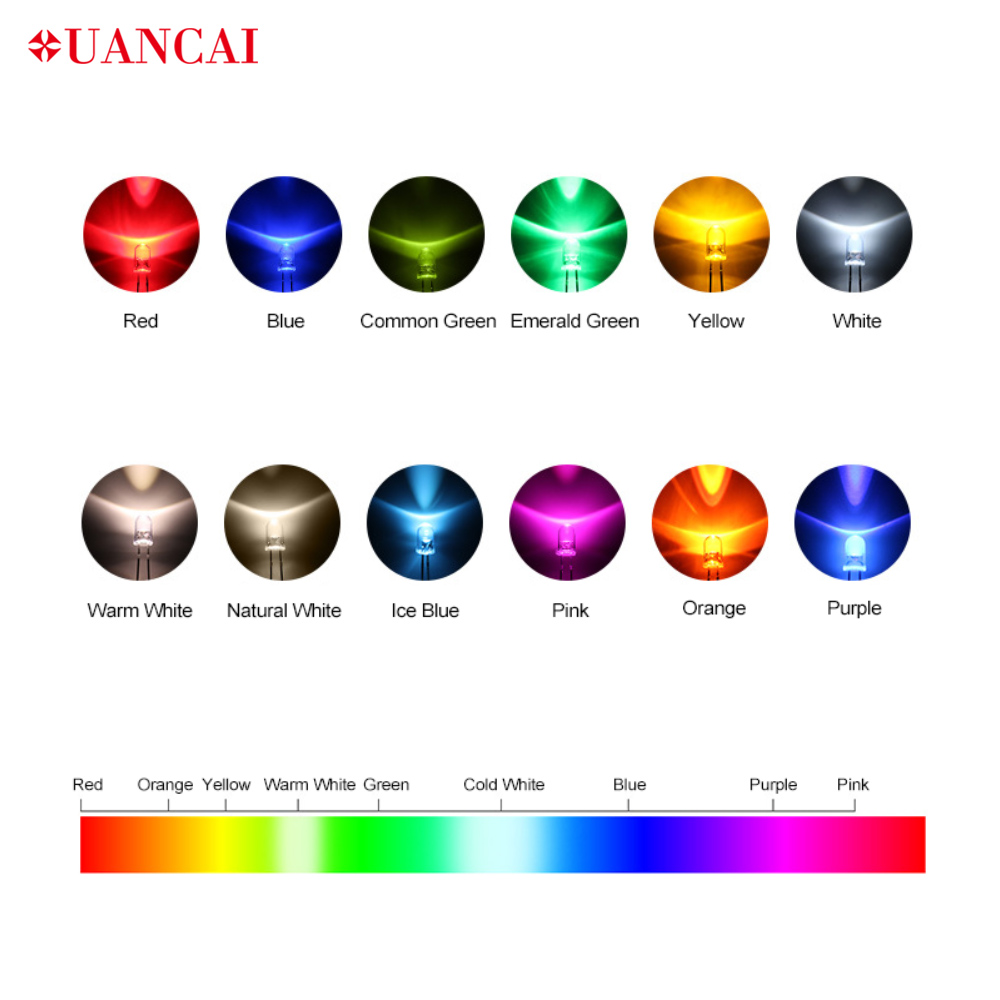 UANCAI
Red Blue Common Green Emerald Green Yellow White
Warm White Natural White Ice Blue Pink Orange Purple
Red Orange Yellow Warm White Green Cold White Blue Purple Pink